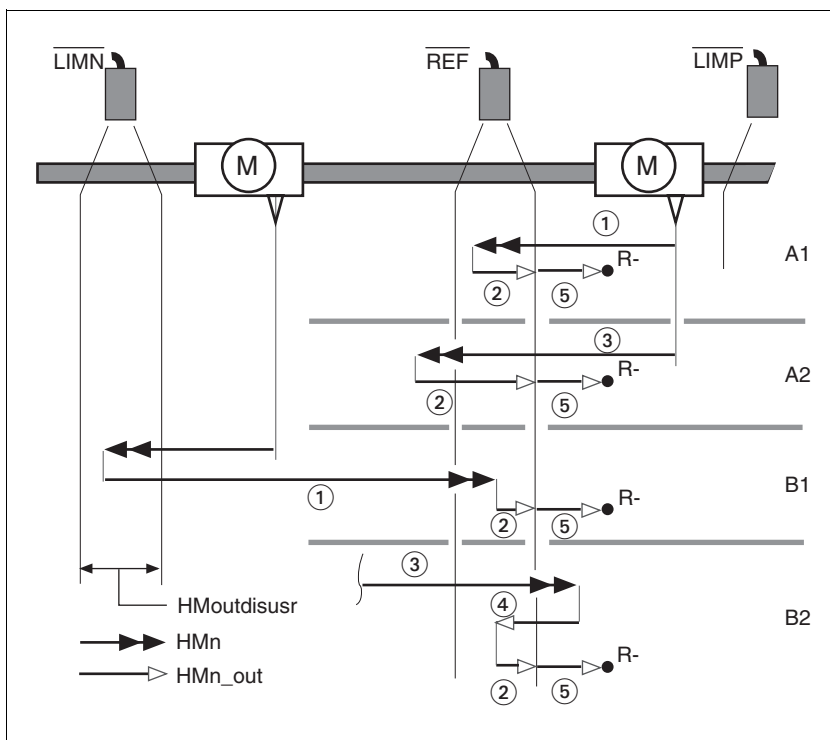 LIMN REF LIMP
M M
①
R- A1
② ⑤
③
R- A2
② ⑤
R- B1
① ② ⑤
③
HMoutdisusr ④ B2
HMn
R-
HMn_out ② ⑤